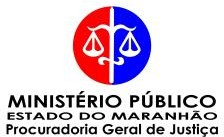 MINISTÉRIO PÚBLICO
ESTADO DO MARANHÃO
Procuradoria Geral de Justiça